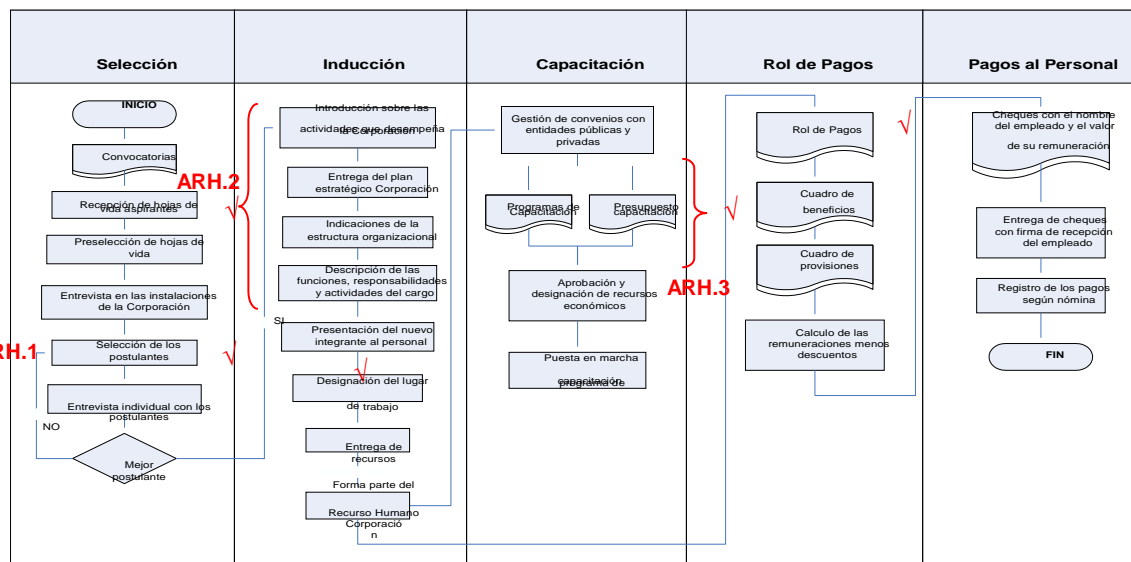 Selección
Inducción
Capacitación
Rol de Pagos
Pagos al Personal
INICIO
Convocatorias
Recepción de hojas de
vida aspirantes
√
Preselección de hojas de
vida
Entrevista en las instalaciones
de la Corporación
RH.1
Selección de los
postulantes
√
Entrevista individual con los
postulantes
NO
SI
Mejor
postulante
ARH.2
Introducción sobre las
actividades que desempeña
la Corporación
Entrega del plan
estratégico Corporación
Indicaciones de la
estructura organizacional
Descripción de las
funciones, responsabilidades
y actividades del cargo
Presentación del nuevo
integrante al personal
√
Designación del lugar
de trabajo
Entrega de
recursos
Forma parte del
Recurso Humano
Corporació
n
Gestión de convenios con
entidades públicas y
privadas
Programas de
Capacitación
Presupuesto
capacitación
√
ARH.3
Aprobación y
designación de recursos
económicos
Puesta en marcha
programa de
capacitación
Rol de Pagos
√
Cuadro de
beneficios
Cuadro de
provisiones
Calculo de las
remuneraciones menos
descuentos
Cheques con el nombre
del empleado y el valor
de su remuneración
Entrega de cheques
con firma de recepción
del empleado
Registro de los pagos
según nómina
FIN